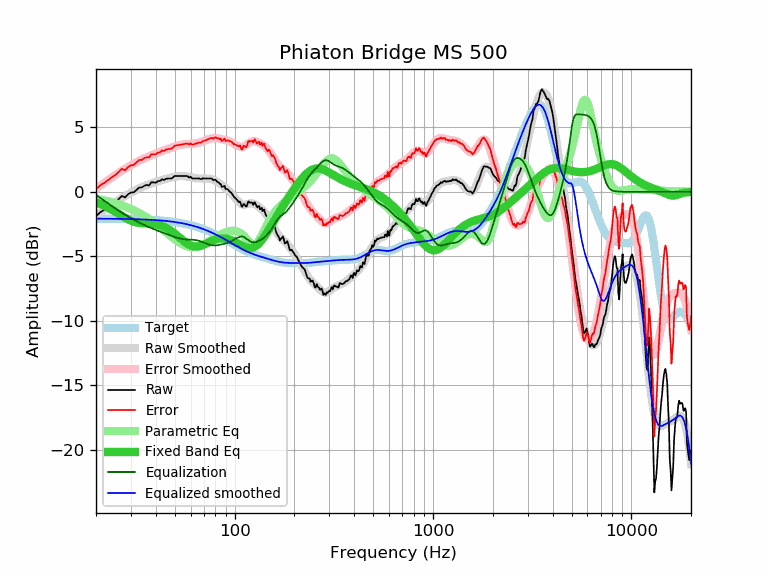 Phiaton Bridge MS 500
Amplitude (dBr)
5
0
−5
−10
−15
−20
Target
Raw Smoothed
Error Smoothed
Raw
Error
Parametric Eq
Fixed Band Eq
Equalization
Equalized smoothed
100
1000
10000
Frequency (Hz)